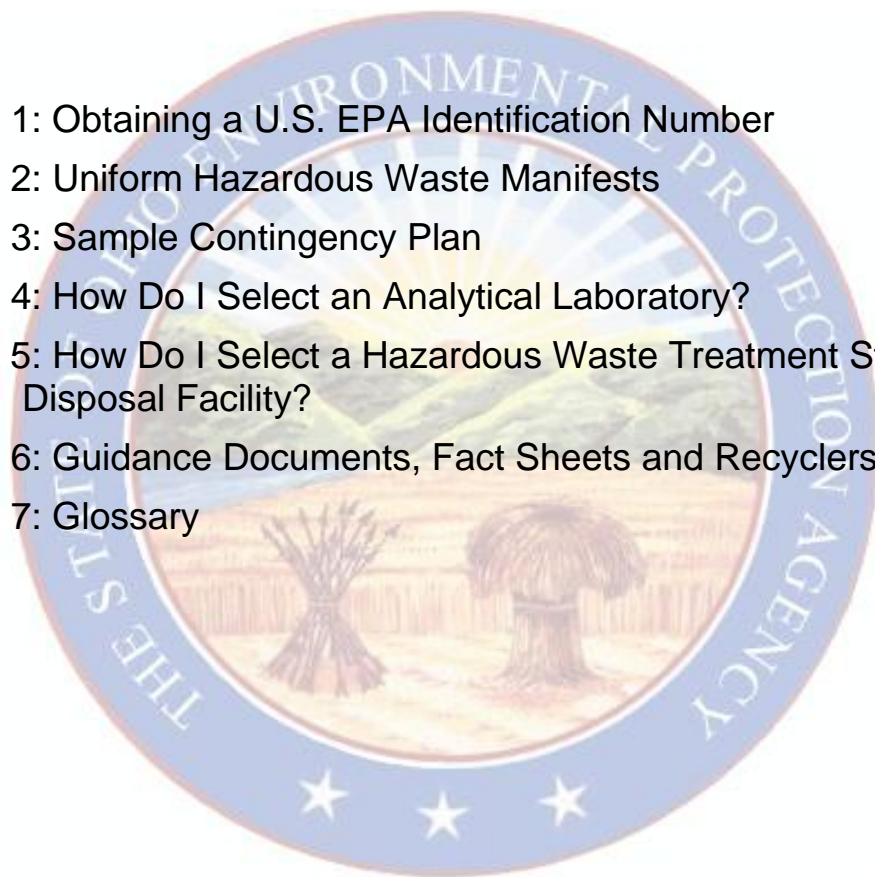 1: Obtaining a U.S. EPA Identification Number
2: Uniform Hazardous Waste Manifests
3: Sample Contingency Plan
4: How Do I Select an Analytical Laboratory?
5: How Do I Select a Hazardous Waste Treatment
Disposal Facility?
6: Guidance Documents, Fact Sheets and Recyclers
7: Glossary
THE STATE OF OHIO ENVIRONMENTAL PROTECTION AGENCY